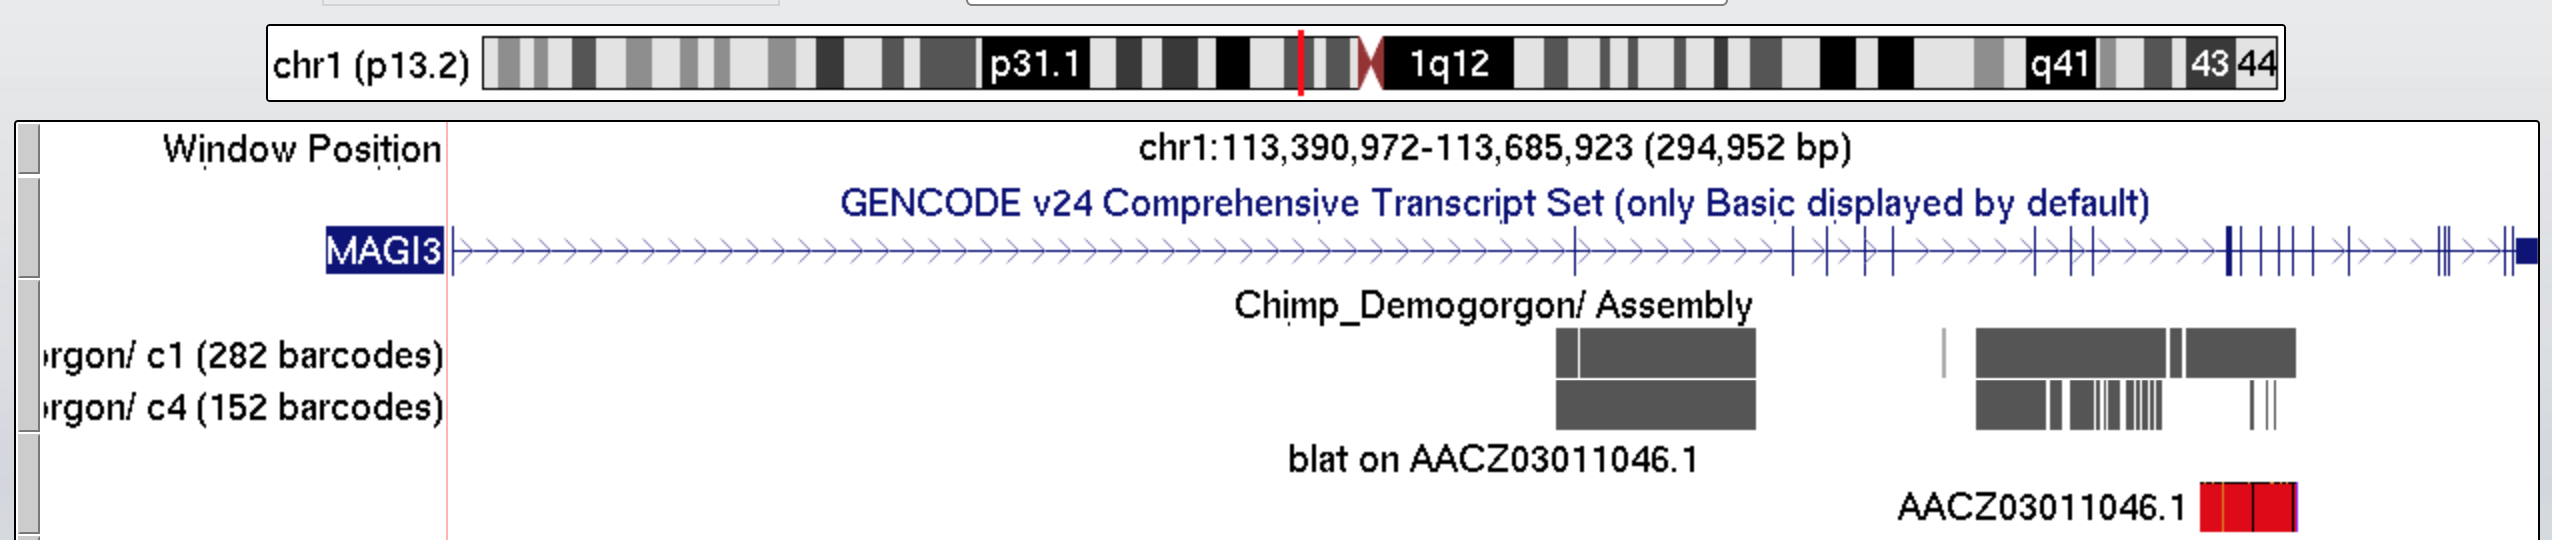 chr1 (p13.2) p31.1 1q12 q41 43 44
Window Position chr1:113,390,972-113,685,923 (294,952 bp)
GENCODE v24 Comprehensive Transcript Set (only Basic displayed by default)
MAGI3
Chimp_Demogorgon/ Assembly
orgon/ c1 (282 barcodes)
orgon/ c4 (152 barcodes)
blat on AACZ03011046.1
AACZ03011046.1